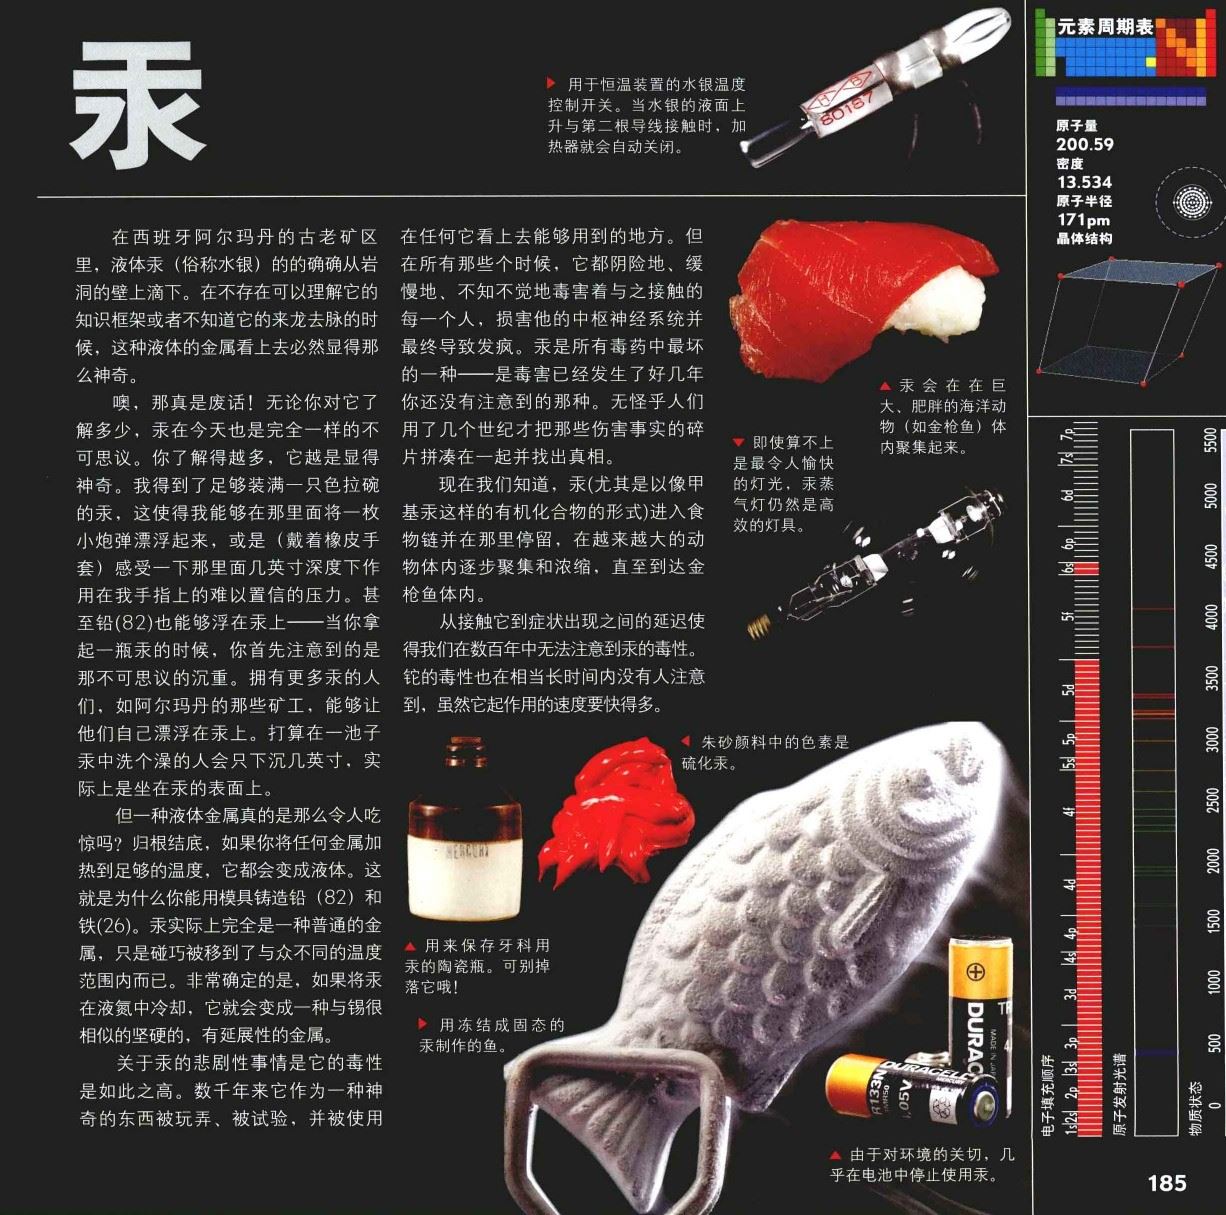 汞
▶ 用于恒温装置的水银温度
控制开关。当水银的液面上
升与第二根导线接触时，加
热器就会自动关闭。
80187
在西班牙阿尔玛丹的古老矿区
里，液体汞（俗称水银）的的确确从岩
洞的壁上滴下。在不存在可以理解它的
知识框架或者不知道它的来龙去脉的时
候，这种液体的金属看上去必然显得那
么神奇。
噢，那真是废话！无论你对它了
解多少，汞在今天也是完全一样的不
可思议。你了解得越多，它越是显得
神奇。我得到了足够装满一只色拉碗
的汞，这使得我能够在那里面将一枚
小炮弹漂浮起来，或是（戴着橡皮手
套）感受一下那里面几英寸深度下作
用在我手指上的难以置信的压力。甚
至铅(82)也能够浮在汞上——当你拿
起一瓶汞的时候，你首先注意到的是
那不可思议的沉重。拥有更多汞的人
们，如阿尔玛丹的那些矿工，能够让
他们自己漂浮在汞上。打算在一池子
汞中洗个澡的人会只下沉几英寸，实
际上是坐在汞的表面上。
但一种液体金属真的是那么令人吃
惊吗？归根结底，如果你将任何金属加
热到足够的温度，它都会变成液体。这
就是为什么你能用模具铸造铅（82）和
铁(26)。汞实际上完全是一种普通的金
属，只是碰巧被移到了与众不同的温度
范围内而已。非常确定的是，如果将汞
在液氮中冷却，它就会变成一种与锡很
相似的坚硬的，有延展性的金属。
关于汞的悲剧性事情是它的毒性
是如此之高。数千年来它作为一种神
奇的东西被玩弄、被试验，并被使用
在任何它看上去能够用到的地方。但
在所有那些个时候，它都阴险地、缓
慢地、不知不觉地毒害着与之接触的
每一个人，损害他的中枢神经系统并
最终导致发疯。汞是所有毒药中最坏
的一种——是毒害已经发生了好几年
你还没有注意到的那种。无怪乎人们
用了几个世纪才把那些伤害事实的碎
片拼凑在一起并找出真相。
现在我们知道，汞(尤其是以像甲
基汞这样的有机化合物的形式)进入食
物链并在那里停留，在越来越大的动
物体内逐步聚集和浓缩，直至到达金
枪鱼体内。
从接触它到症状出现之间的延迟使
得我们在数百年中无法注意到汞的毒性。
铊的毒性也在相当长时间内没有人注意
到，虽然它起作用的速度要快得多。
▲ 汞会在在巨
大、肥胖的海洋动
物（如金枪鱼）体
内聚集起来。
▼ 即使算不上
是最令人愉快
的灯光，汞蒸
气灯仍然是高
效的灯具。
◀ 朱砂颜料中的色素是
硫化汞。
MERCURY
▲ 用来保存牙科用
汞的陶瓷瓶。可别掉
落它哦！
▶ 用冻结成固态的
汞制作的鱼。
DURACELL
▲ 由于对环境的关切，几
乎在电池中停止使用汞。
元素周期表
原子量
200.59
密度
13.534
原子半径
171pm
晶体结构
电子填充顺序
1s 2s 2p 3s 3p 3d 4s 4p 4d 4f 5s 5p 5d 5f 6s 6p 6d 7s 7p
原子发射光谱
物质状态
0 500 1000 1500 2000 2500 3000 3500 4000 4500 5000 5500
185